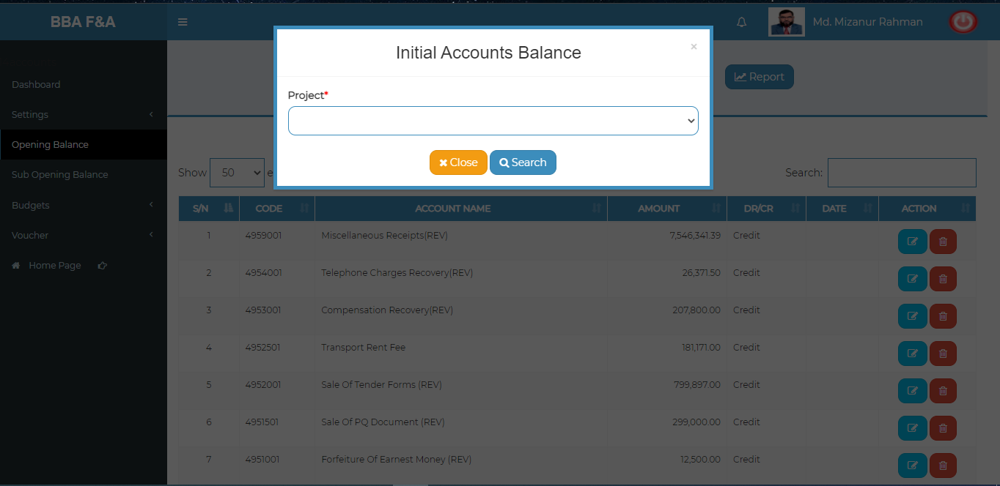 BBA F&A
Md. Mizanur Rahman
Initial Accounts Balance
×
Report
Project*
Close Search
Dashboard
Settings
Opening Balance
Sub Opening Balance
Budgets
Voucher
Home Page
Show 50 e
Search:
S/N CODE ACCOUNT NAME AMOUNT DR/CR DATE ACTION
1 4959001 Miscellaneous Receipts(REV) 7,546,341.39 Credit
2 4954001 Telephone Charges Recovery(REV) 26,371.50 Credit
3 4953001 Compensation Recovery(REV) 207,800.00 Credit
4 4952501 Transport Rent Fee 181,171.00 Credit
5 4952001 Sale Of Tender Forms (REV) 799,897.00 Credit
6 4951501 Sale Of PQ Document (REV) 299,000.00 Credit
7 4951001 Forfeiture Of Earnest Money (REV) 12,500.00 Credit